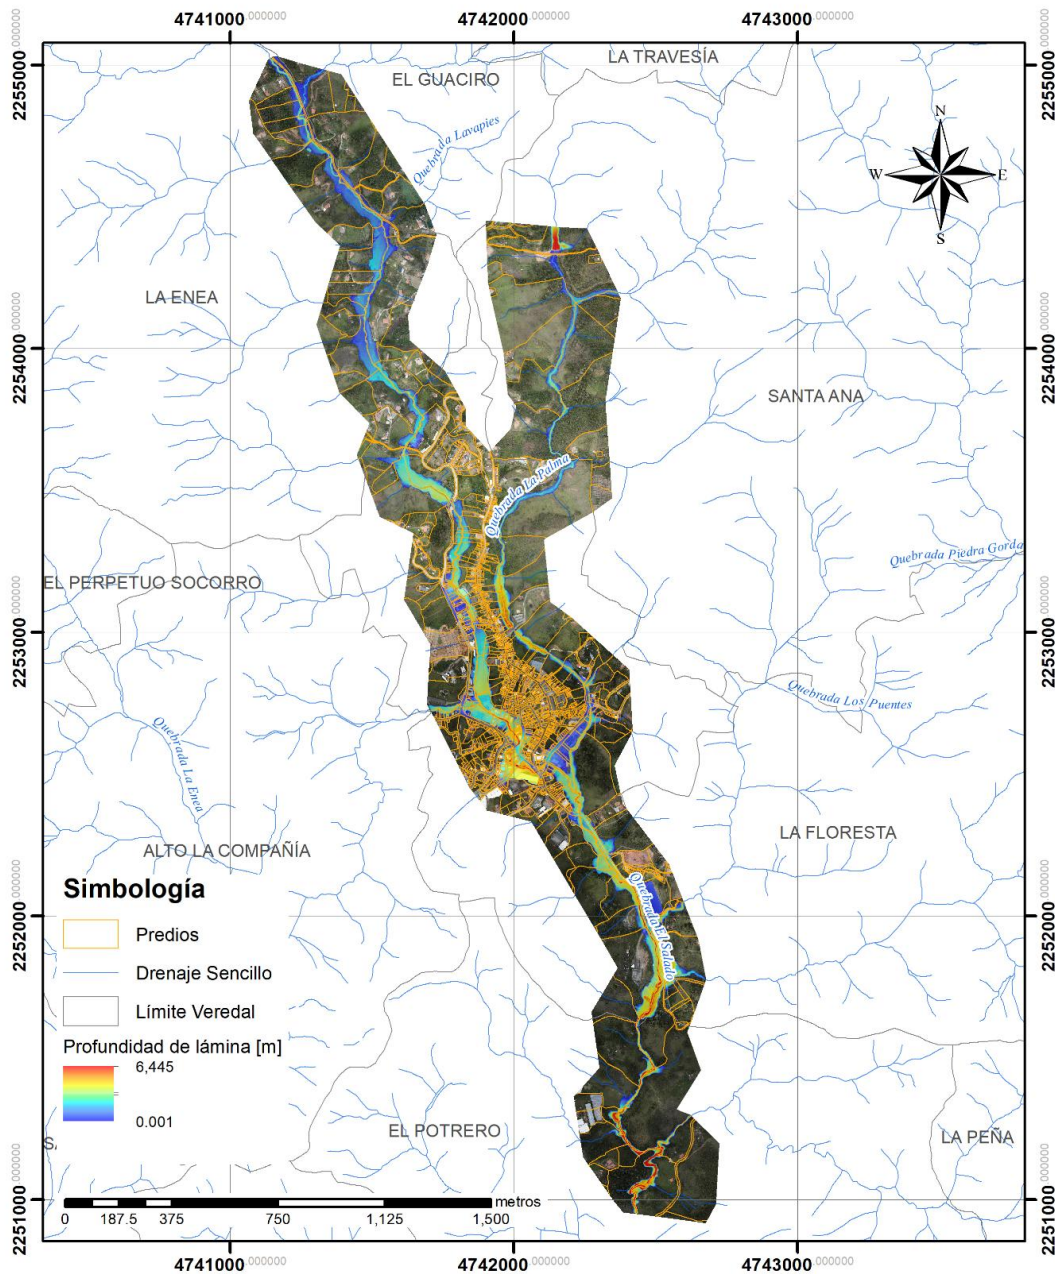 4741000.000000
4742000.000000
4743000.000000
2255000.000000
2255000.000000
LA TRAVESÍA
EL GUACIRO
N
W
E
S
Quebrada Lavapies
LA ENEA
2254000.000000
2254000.000000
SANTA ANA
Quebrada La Palma
Quebrada Piedra Gorda
EL PERPETUO SOCORRO
2253000.000000
2253000.000000
Quebrada Los Puentes
Quebrada La Enea
LA FLORESTA
ALTO LA COMPAÑÍA
Quebrada El Salado
2252000.000000
2252000.000000
Simbología
Predios
Drenaje Sencillo
Límite Veredal
Profundidad de lámina [m]
6,445
0.001
EL POTRERO
LA PEÑA
2251000.000000
2251000.000000
metros
0 187.5 375 750 1,125 1,500
4741000.000000
4742000.000000
4743000.000000